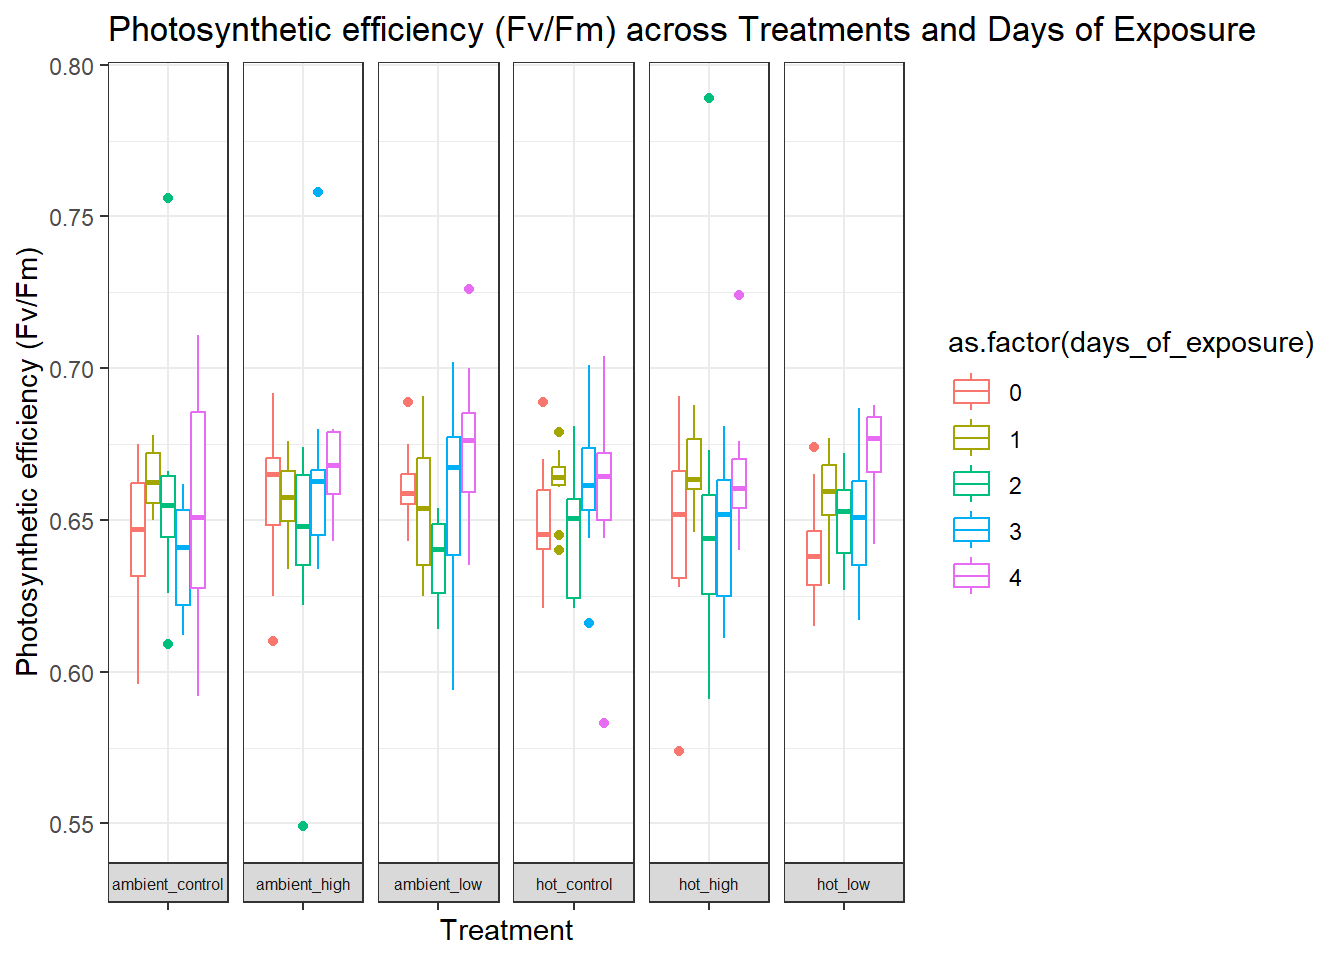 Photosynthetic efficiency (Fv/Fm) across Treatments and Days of Exposure
Photosynthetic efficiency (Fv/Fm)
0.80
0.75
0.70
0.65
0.60
0.55
ambient_control
ambient_high
ambient_low
hot_control
hot_high
hot_low
Treatment
as.factor(days_of_exposure)
0
1
2
3
4